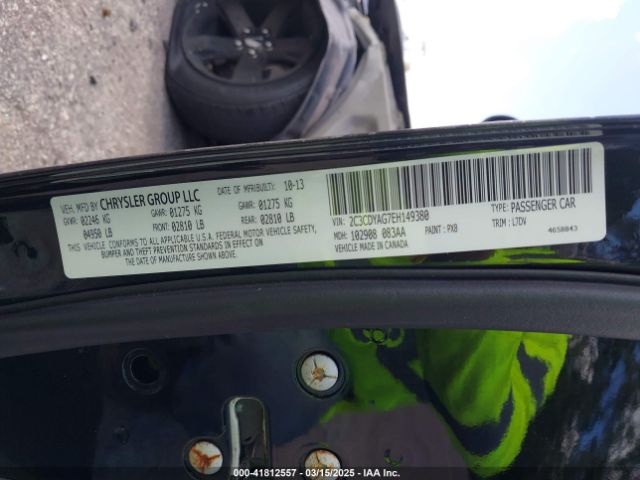 VEH. MFD BY CHRYSLER GROUP LLC DATE OF MFR/BUILT: 10-13
GVWR: 02246 KG GAWR: 01275 KG GAWR: 01275 KG
04950 LB FRONT: 02810 LB REAR: 02810 LB
THIS VEHICLE CONFORMS TO ALL APPLICABLE U.S.A. FEDERAL MOTOR VEHICLE SAFETY,
BUMPER AND THEFT PREVENTION STANDARDS IN EFFECT ON
THE DATE OF MANUFACTURE SHOWN ABOVE.
VIN: 2C3CDYAG7EH149380 TYPE: PASSENGER CAR
MDH: 102908 083AA PAINT: PX8 TRIM: L7DV
VEHICLE MADE IN CANADA 4658843
00-41812557 — 03/15/2025 — IAA Inc.